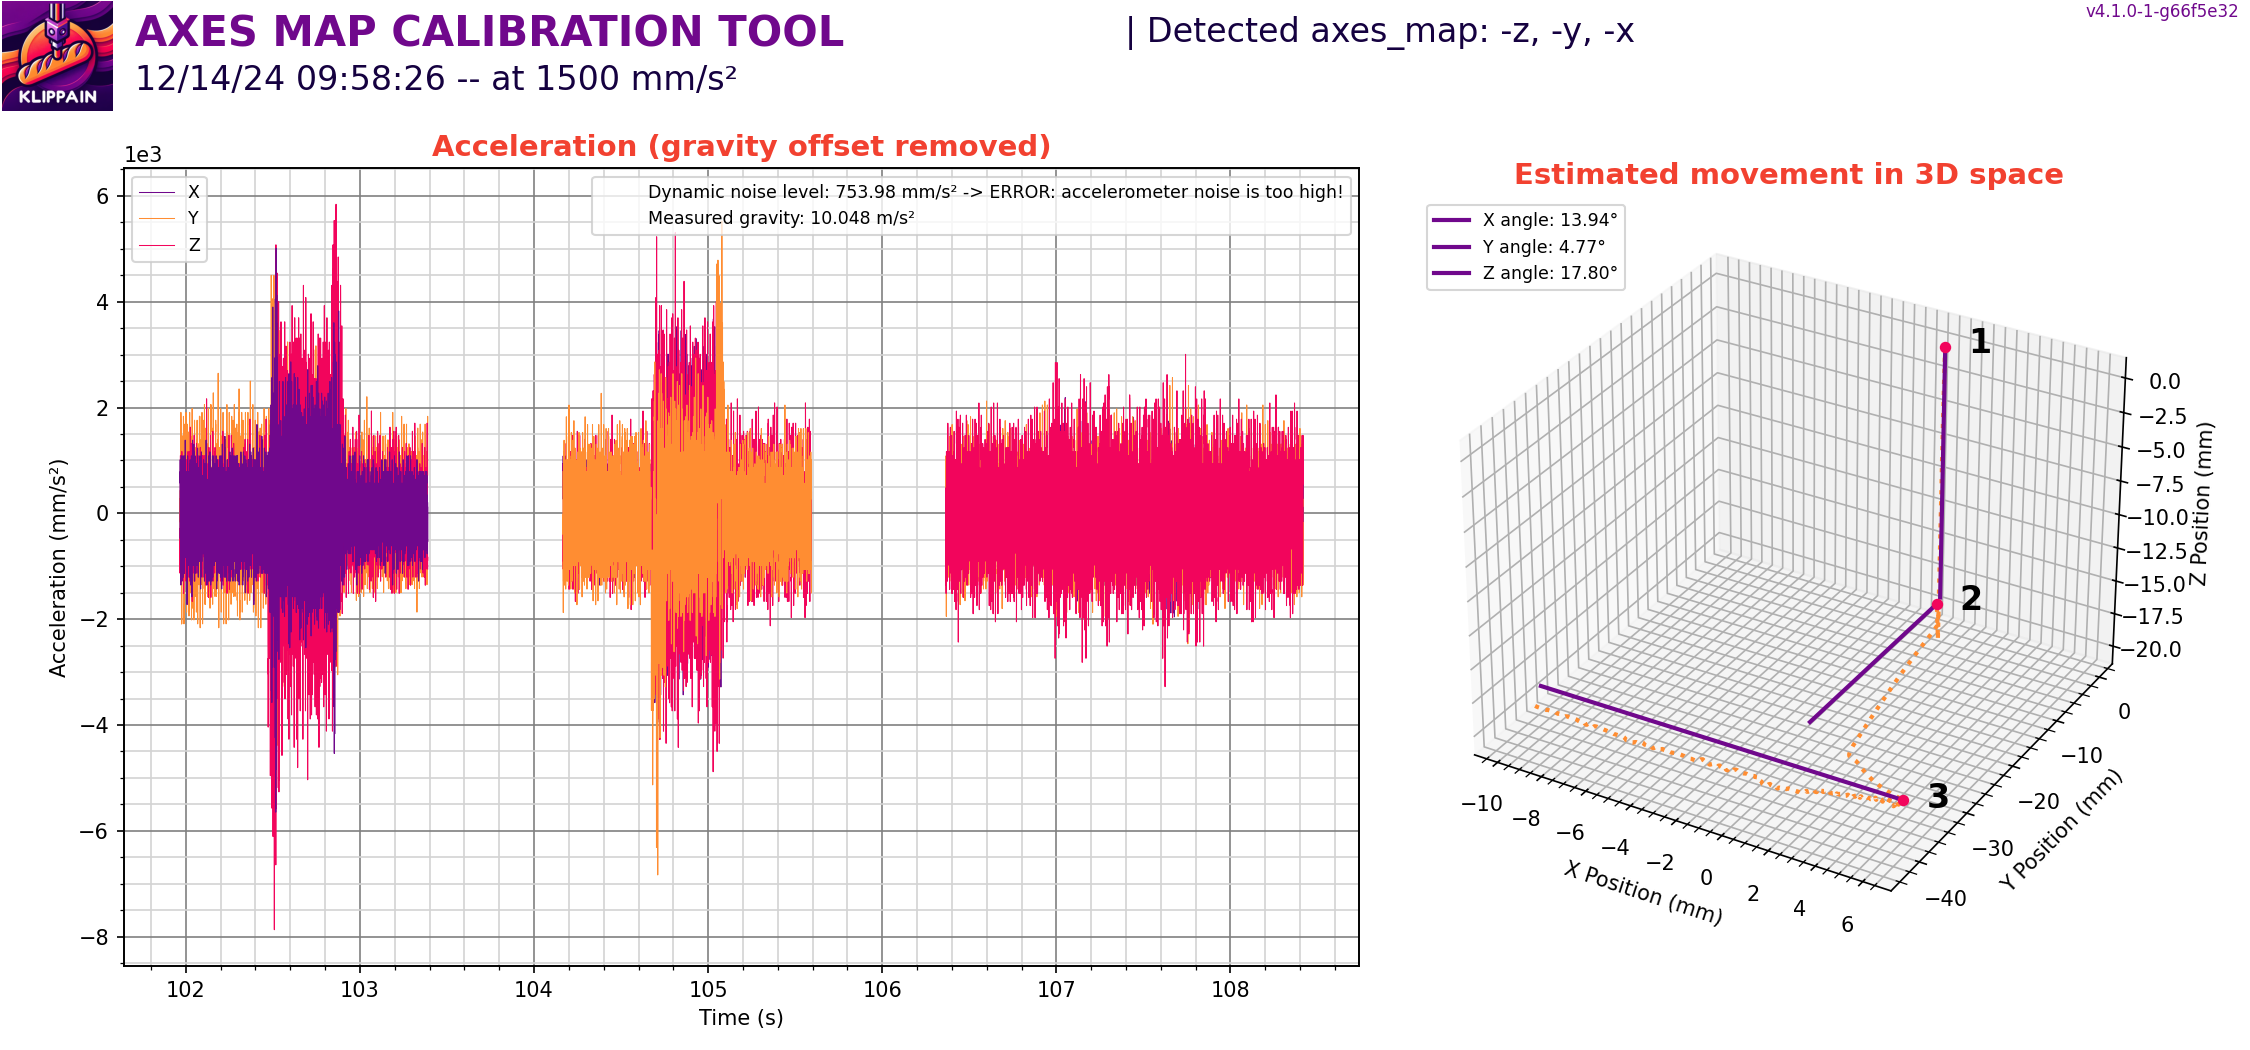 KLIPPAIN
AXES MAP CALIBRATION TOOL
12/14/24 09:58:26 -- at 1500 mm/s²
| Detected axes_map: -z, -y, -x
v4.1.0-1-g66f5e32
Acceleration (gravity offset removed)
1e3
X
Y
Z
Dynamic noise level: 753.98 mm/s² -> ERROR: accelerometer noise is too high!
Measured gravity: 10.048 m/s²
6
4
2
0
−2
−4
−6
−8
Acceleration (mm/s²)
102
103
104
105
106
107
108
Time (s)
Estimated movement in 3D space
X angle: 13.94°
Y angle: 4.77°
Z angle: 17.80°
1
2
3
0.0
−2.5
−5.0
−7.5
−10.0
−12.5
−15.0
−17.5
−20.0
Z Position (mm)
0
−10
−20
−30
−40
Y Position (mm)
−10
−8
−6
−4
−2
0
2
4
6
X Position (mm)